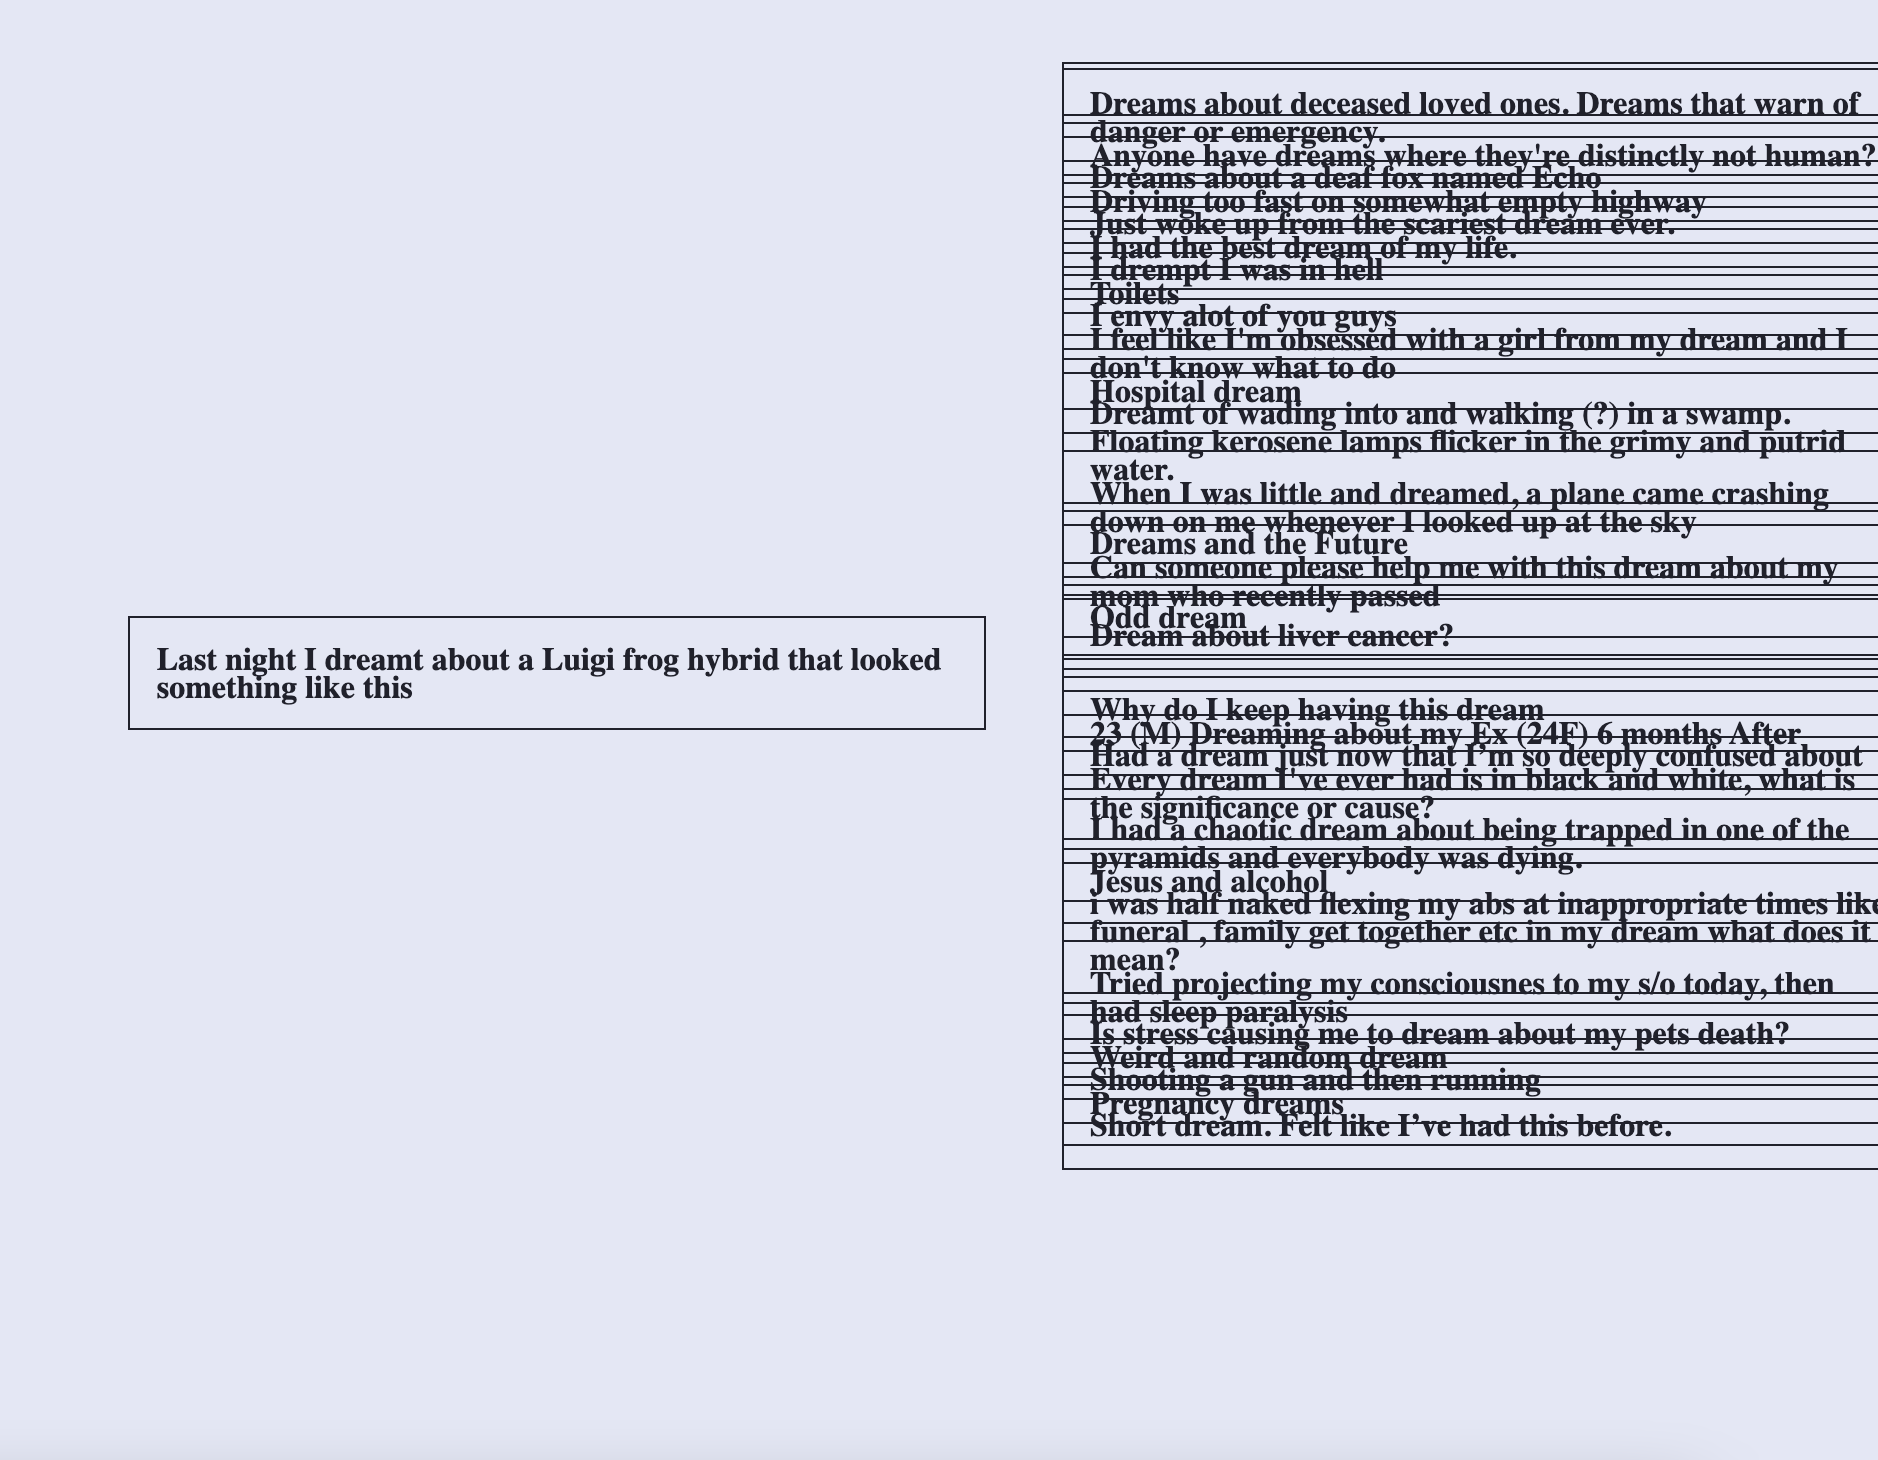 Last night I dreamt about a Luigi frog hybrid that looked
something like this
Dreams about deceased loved ones. Dreams that warn of
danger or emergency.
Anyone have dreams where they're distinctly not human?
Dreams about a deaf fox named Echo
Driving too fast on somewhat empty highway
Just woke up from the scariest dream ever.
I had the best dream of my life.
I drempt I was in hell
Toilets
I envy alot of you guys
I feel like I'm obsessed with a girl from my dream and I
don't know what to do
Hospital dream
Dreamt of wading into and walking (?) in a swamp.
Floating kerosene lamps flicker in the grimy and putrid
water.
When I was little and dreamed, a plane came crashing
down on me whenever I looked up at the sky
Dreams and the Future
Can someone please help me with this dream about my
mom who recently passed
Odd dream
Dream about liver cancer?
Why do I keep having this dream
23 (M) Dreaming about my Ex (24F) 6 months After
Had a dream just now that I’m so deeply confused about
Every dream I've ever had is in black and white, what is
the significance or cause?
I had a chaotic dream about being trapped in one of the
pyramids and everybody was dying.
Jesus and alcohol
i was half naked flexing my abs at inappropriate times like
funeral , family get together etc in my dream what does it
mean?
Tried projecting my consciousnes to my s/o today, then
had sleep paralysis
Is stress causing me to dream about my pets death?
Weird and random dream
Shooting a gun and then running
Pregnancy dreams
Short dream. Felt like I’ve had this before.